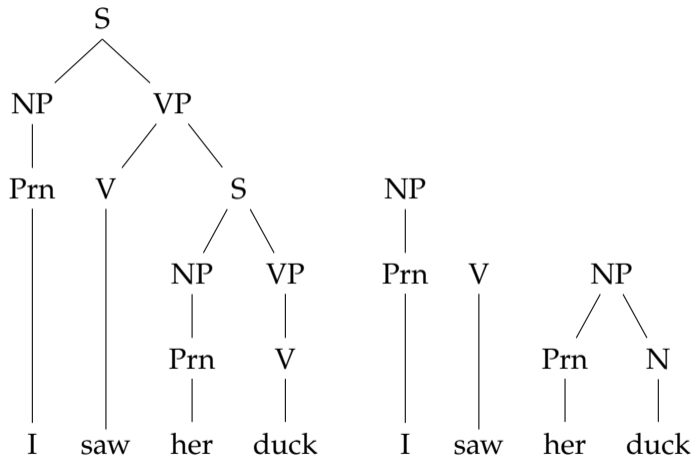 S
NP VP
Prn V S NP
NP VP Prn V NP
Prn V Prn N
I saw her duck I saw her duck